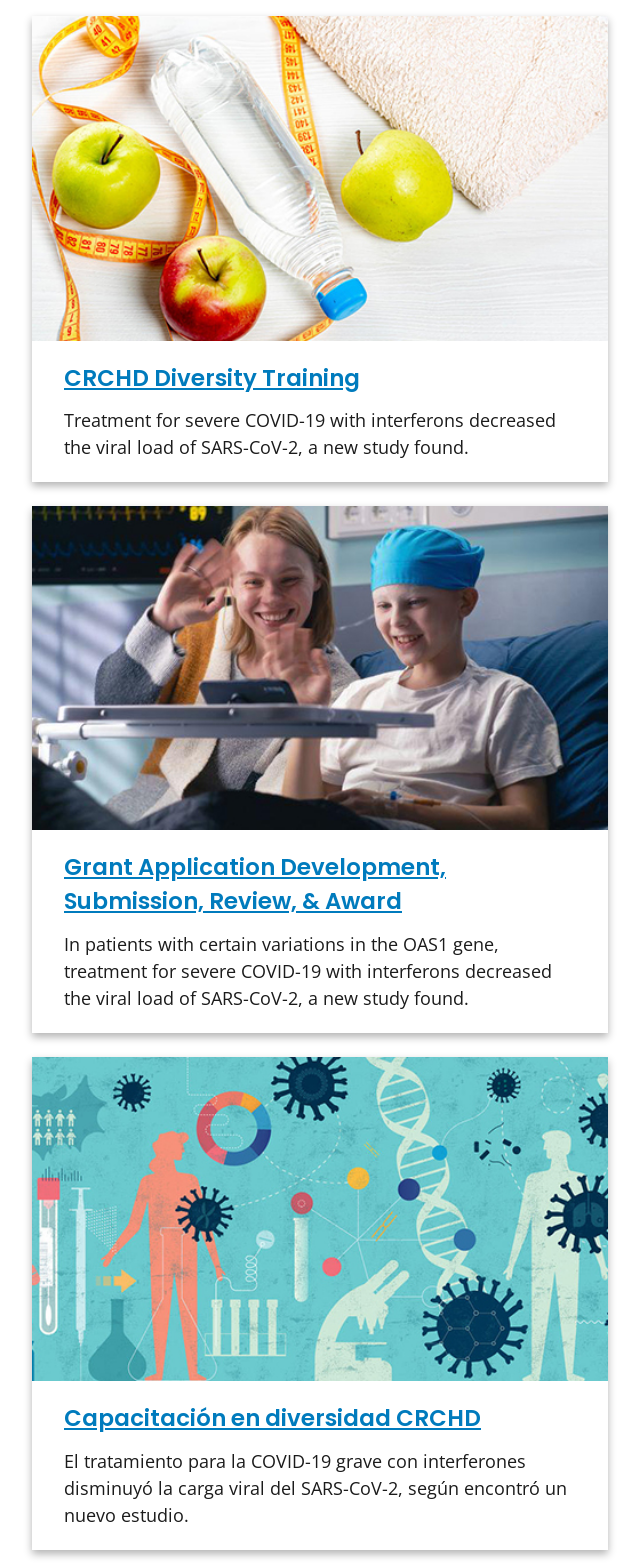 CRCHD Diversity Training
Treatment for severe COVID-19 with interferons decreased
the viral load of SARS-CoV-2, a new study found.
Grant Application Development,
Submission, Review, & Award
In patients with certain variations in the OAS1 gene,
treatment for severe COVID-19 with interferons decreased
the viral load of SARS-CoV-2, a new study found.
Capacitación en diversidad CRCHD
El tratamiento para la COVID-19 grave con interferones
disminuyó la carga viral del SARS-CoV-2, según encontró un
nuevo estudio.